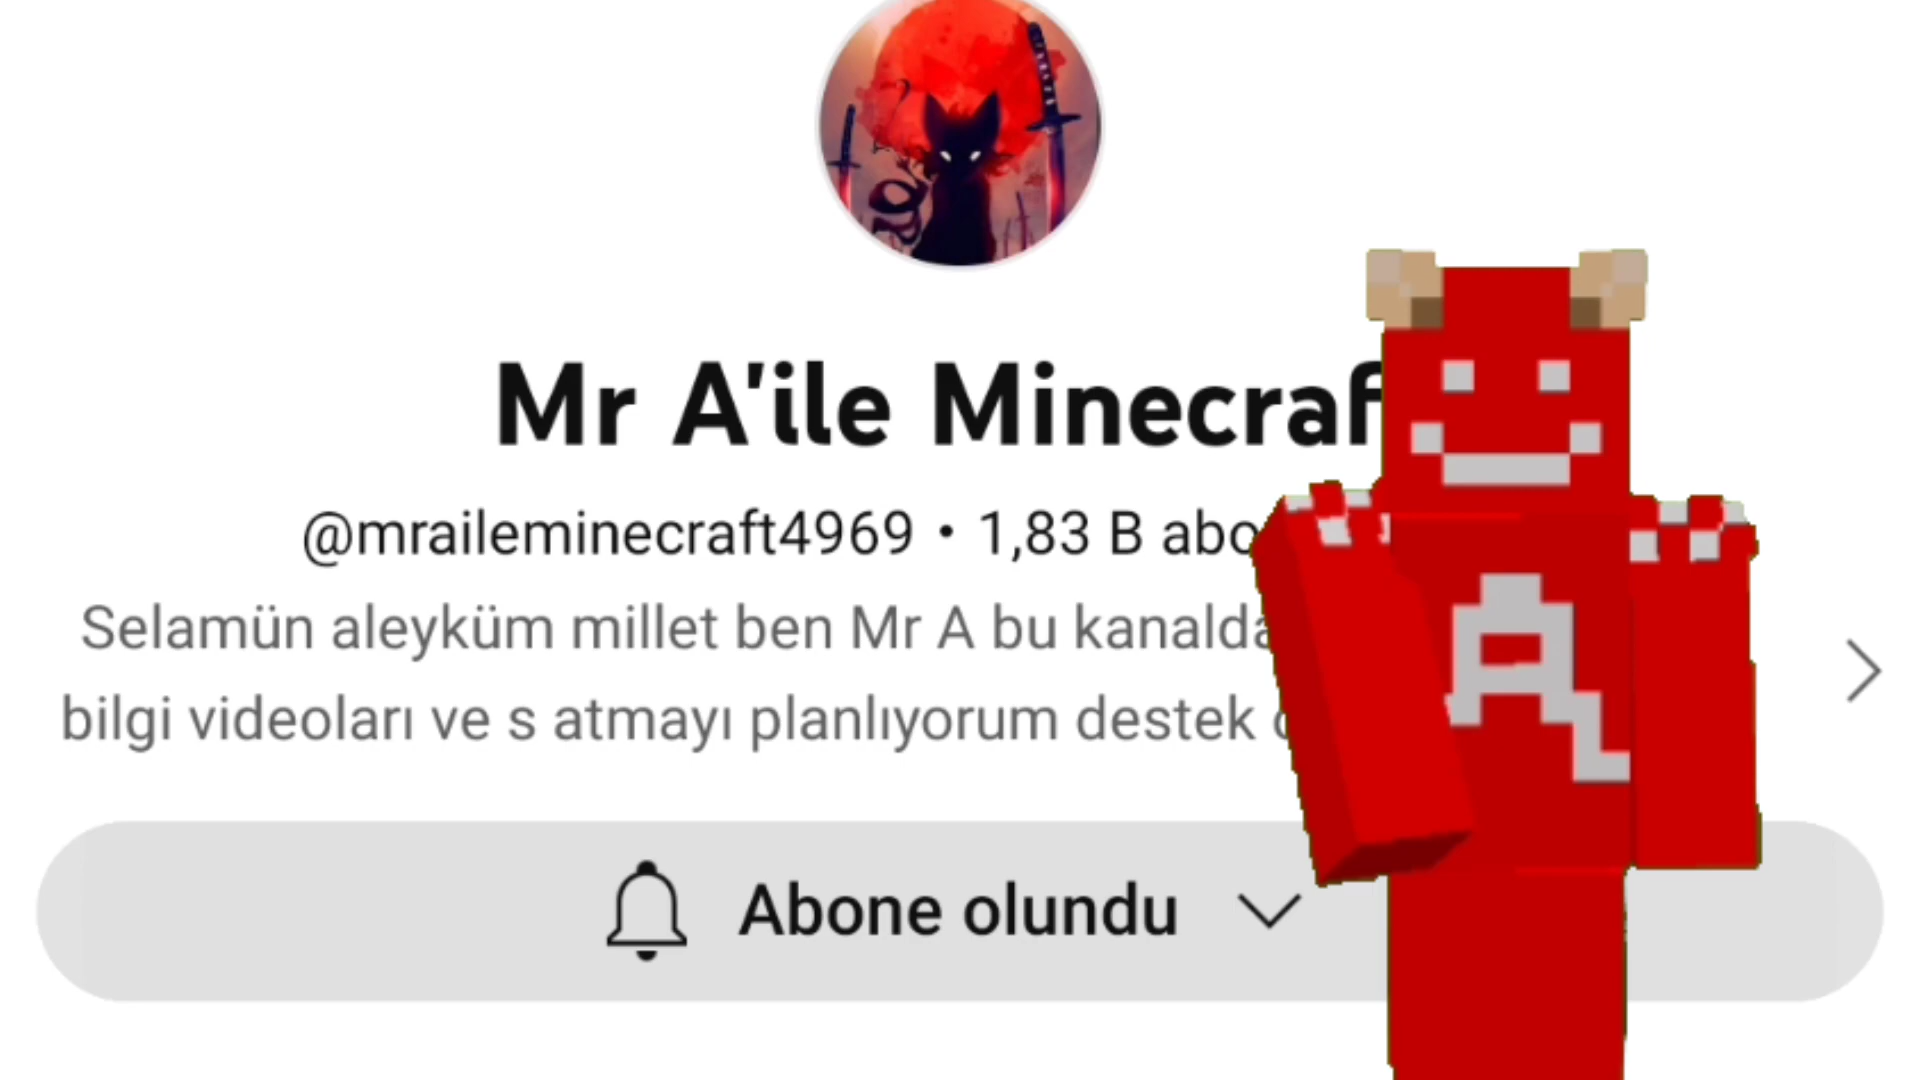 Mr A'ile Minecraf
@mraileminecraft4969 • 1,83 B abo
Selamün aleyküm millet ben Mr A bu kanalda
bilgi videoları ve s atmayı planlıyorum destek
Abone olundu
A